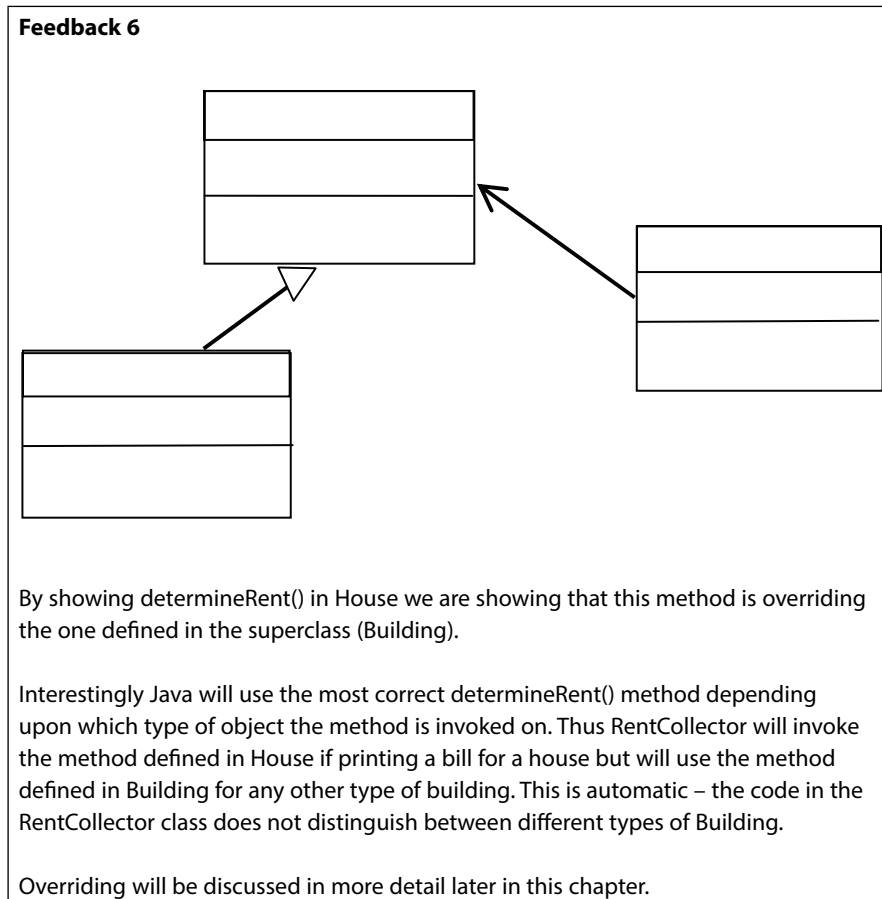 Feedback 6
By showing determineRent() in House we are showing that this method is overriding
the one defined in the superclass (Building).
Interestingly Java will use the most correct determineRent() method depending
upon which type of object the method is invoked on. Thus RentCollector will invoke
the method defined in House if printing a bill for a house but will use the method
defined in Building for any other type of building. This is automatic – the code in the
RentCollector class does not distinguish between different types of Building.
Overriding will be discussed in more detail later in this chapter.